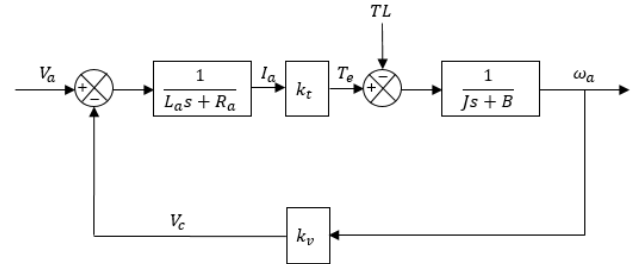 TL
V_a
+
−
1
L_a s + R_a
I_a
k_t
T_e
+
−
1
Js + B
ω_a
V_c
k_v